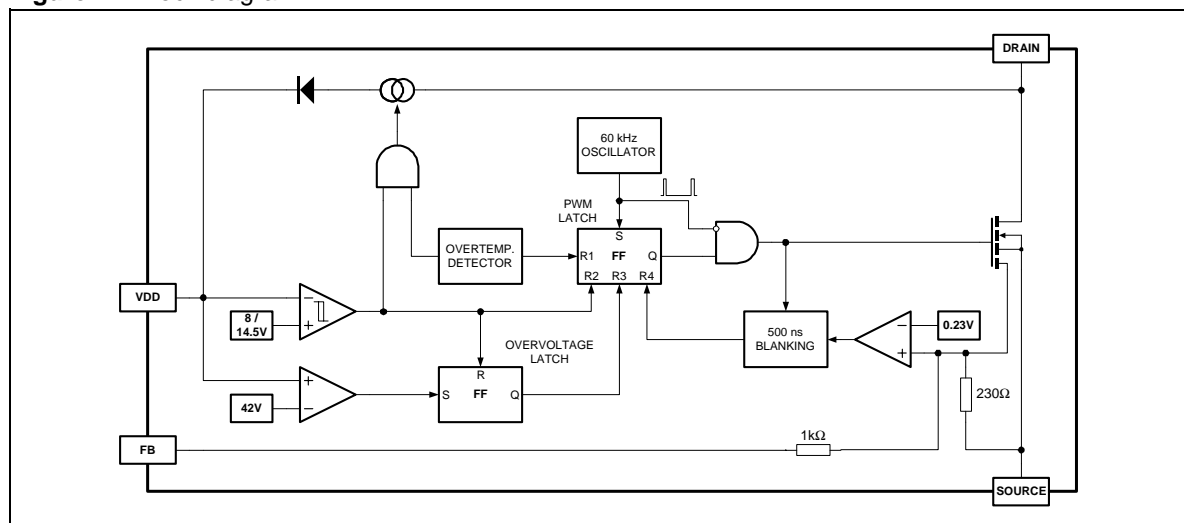 DRAIN
60 kHz
OSCILLATOR
PWM
LATCH
S
OVERTEMP.
DETECTOR
R1 FF Q
R2 R3 R4
VDD
8 /
14.5V
−
+
500 ns
BLANKING
−
+
0.23V
OVERVOLTAGE
LATCH
R
S FF Q
42V
+
−
230Ω
FB
1kΩ
SOURCE